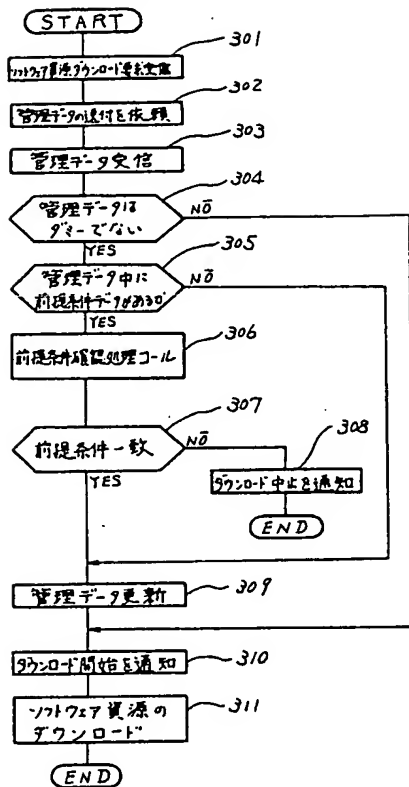 START
301
ソフトウェア資源ダウンロード要求受信
302
管理データの送付を依頼
303
管理データ受信
304
管理データは
ダミーでない
NO
YES
305
管理データ中に
前提条件データがあるか
NO
YES
306
前提条件確認処理コール
307
前提条件一致
NO
YES
308
ダウンロード中止を通知
END
309
管理データ更新
310
ダウンロード開始を通知
311
ソフトウェア資源の
ダウンロード
END